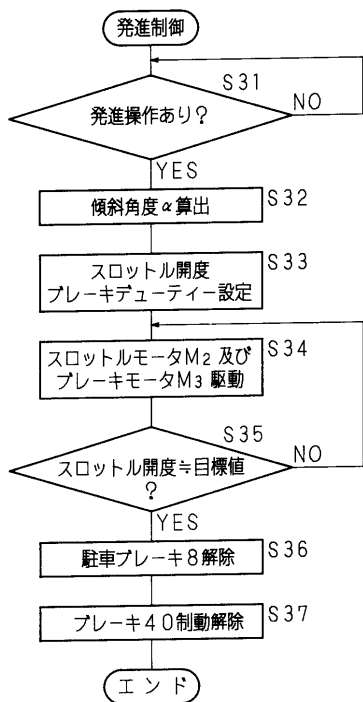 発進制御
S31
発進操作あり？
NO
YES
傾斜角度α算出
S32
スロットル開度
ブレーキデューティー設定
S33
スロットルモータM2 及び
ブレーキモータM3 駆動
S34
S35
スロットル開度≒目標値
？
NO
YES
駐車ブレーキ8解除
S36
ブレーキ40制動解除
S37
エンド